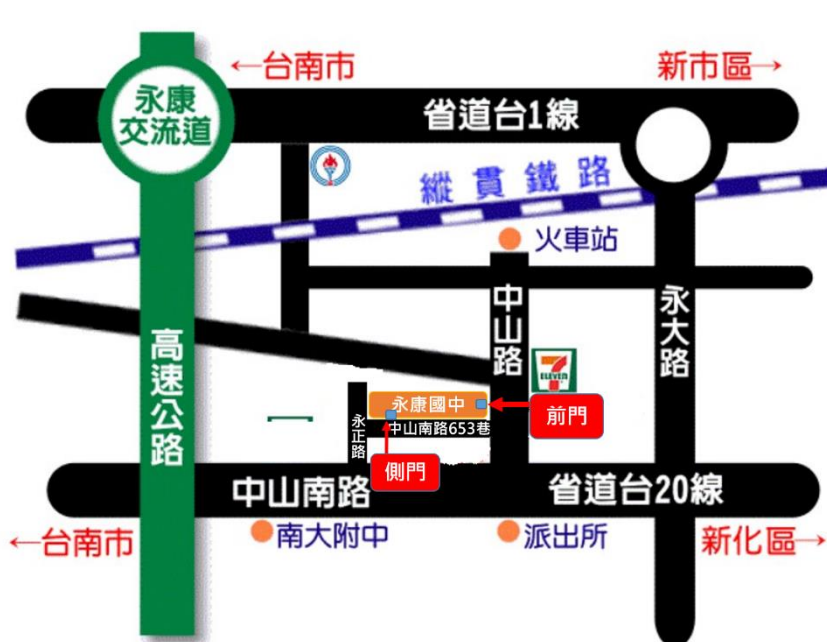 ←台南市
新市區→
永康
交流道
省道台1線
縱貫鐵路
火車站
中山路
永大路
高速公路
7
ELEVEN
永康國中
前門
永正路
中山南路653巷
側門
中山南路
省道台20線
←台南市
南大附中
派出所
新化區→